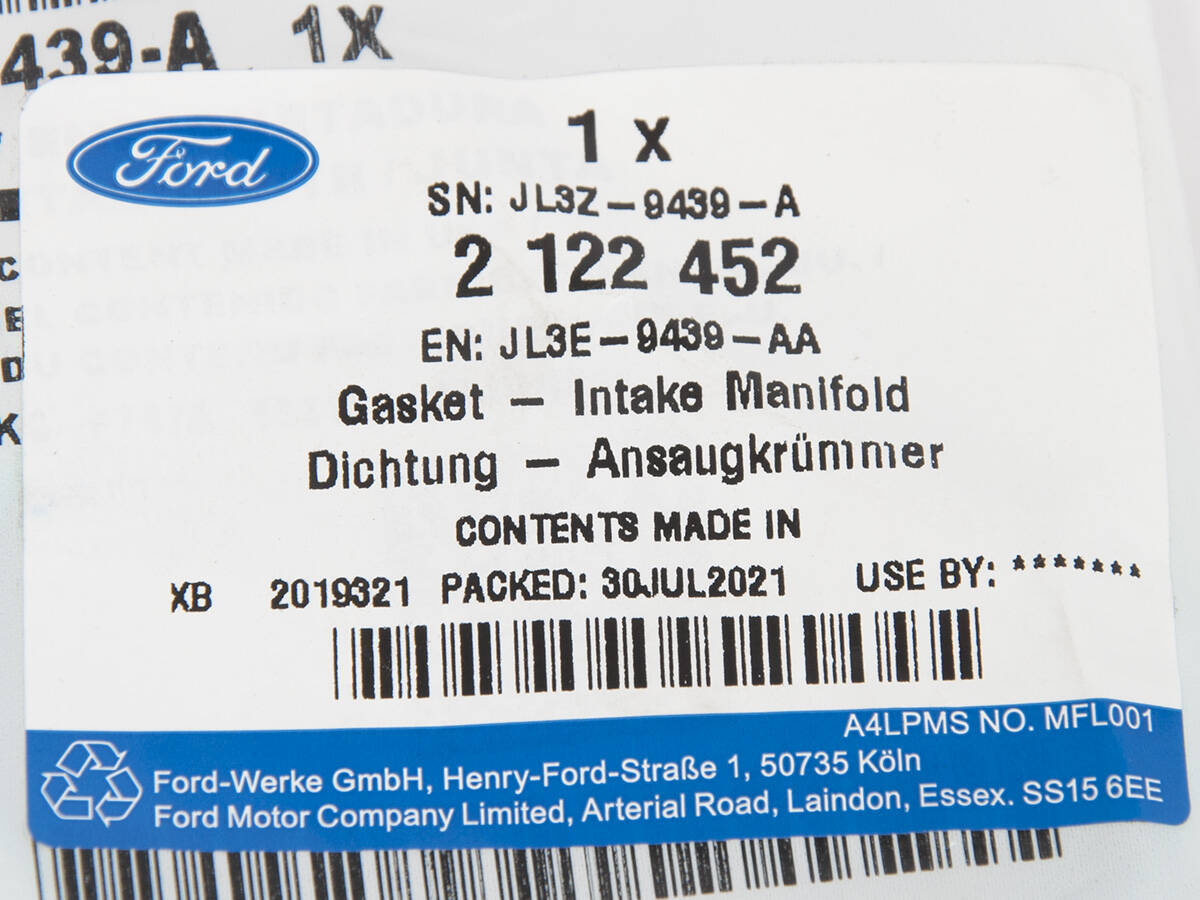 439-A 1X
Ford
1 x
SN: JL3Z-9439-A
2 122 452
EN: JL3E-9439-AA
Gasket - Intake Manifold
Dichtung - Ansaugkrümmer
CONTENTS MADE IN
XB 2019321 PACKED: 30JUL2021 USE BY: *******
A4LPMS NO. MFL001
Ford-Werke GmbH, Henry-Ford-Straße 1, 50735 Köln
Ford Motor Company Limited, Arterial Road, Laindon, Essex. SS15 6EE